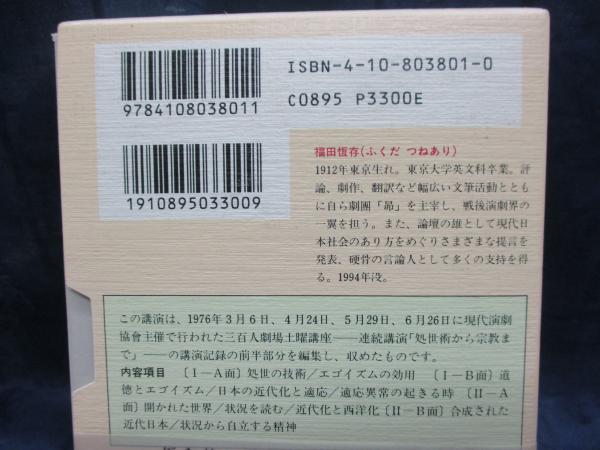 ISBN-4-10-803801-0
C0895 P3300E
9784108038011
1910895033009
福田恆存(ふくだ つねあり)
1912年東京生れ。東京大学英文科卒業。評
論、劇作、翻訳など幅広い文筆活動ととも
に自ら劇団「昴」を主宰し、戦後演劇界の
一翼を担う。また、論壇の雄として現代日
本社会のあり方をめぐりさまざまな提言を
発表、硬骨の言論人として多くの支持を得
る。1994年没。
この講演は、1976年3月6日、4月24日、5月29日、6月26日に現代演劇
協會主催で行われた三百人劇場土曜講座――連続講演「処世術から宗教ま
で」――の講演記録の前半部分を編集し、収めたものです。
内容項目 〔I－A面〕処世の技術/エゴイズムの効用 〔I－B面〕道
徳とエゴイズム/日本の近代化と適応/適応異常の起きる時〔II－A
面〕開かれた世界/状況を読む/近代化と西洋化〔II－B面〕合成された
近代日本/状況から自立する精神